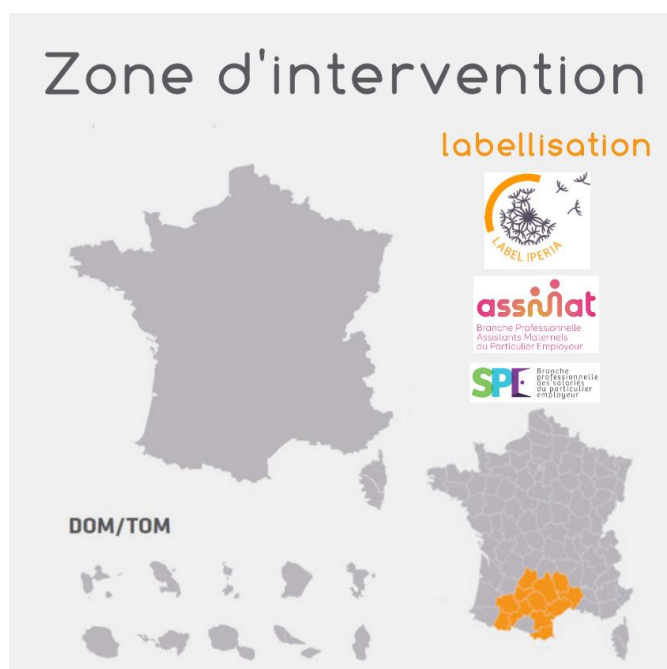 Zone d'intervention
labellisation
LABEL IPERIA
assmat
Branche Professionnelle
Assistants Maternels
du Particulier Employeur
SPE
Branche
professionnelle
des salariés
du particulier
employeur
DOM/TOM